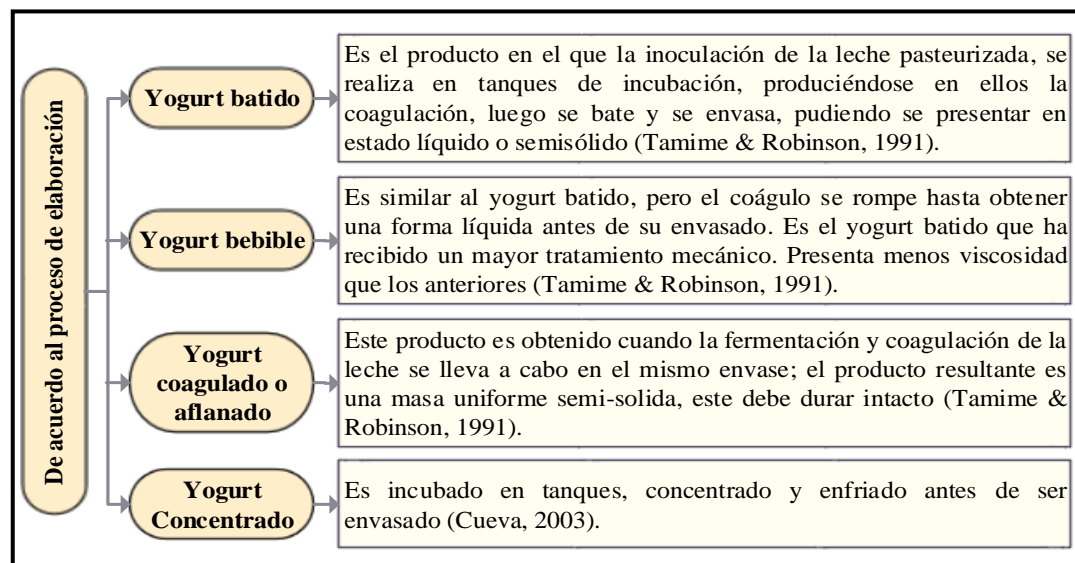 De acuerdo al proceso de elaboración
Yogurt batido
Es el producto en el que la inoculación de la leche pasteurizada, se
realiza en tanques de incubación, produciéndose en ellos la
coagulación, luego se bate y se envasa, pudiendo se presentar en
estado líquido o semisólido (Tamime & Robinson, 1991).
Yogurt bebible
Es similar al yogurt batido, pero el coágulo se rompe hasta obtener
una forma líquida antes de su envasado. Es el yogurt batido que ha
recibido un mayor tratamiento mecánico. Presenta menos viscosidad
que los anteriores (Tamime & Robinson, 1991).
Yogurt
coagulado o
aflanado
Este producto es obtenido cuando la fermentación y coagulación de la
leche se lleva a cabo en el mismo envase; el producto resultante es
una masa uniforme semi-solida, este debe durar intacto (Tamime &
Robinson, 1991).
Yogurt
Concentrado
Es incubado en tanques, concentrado y enfriado antes de ser
envasado (Cueva, 2003).